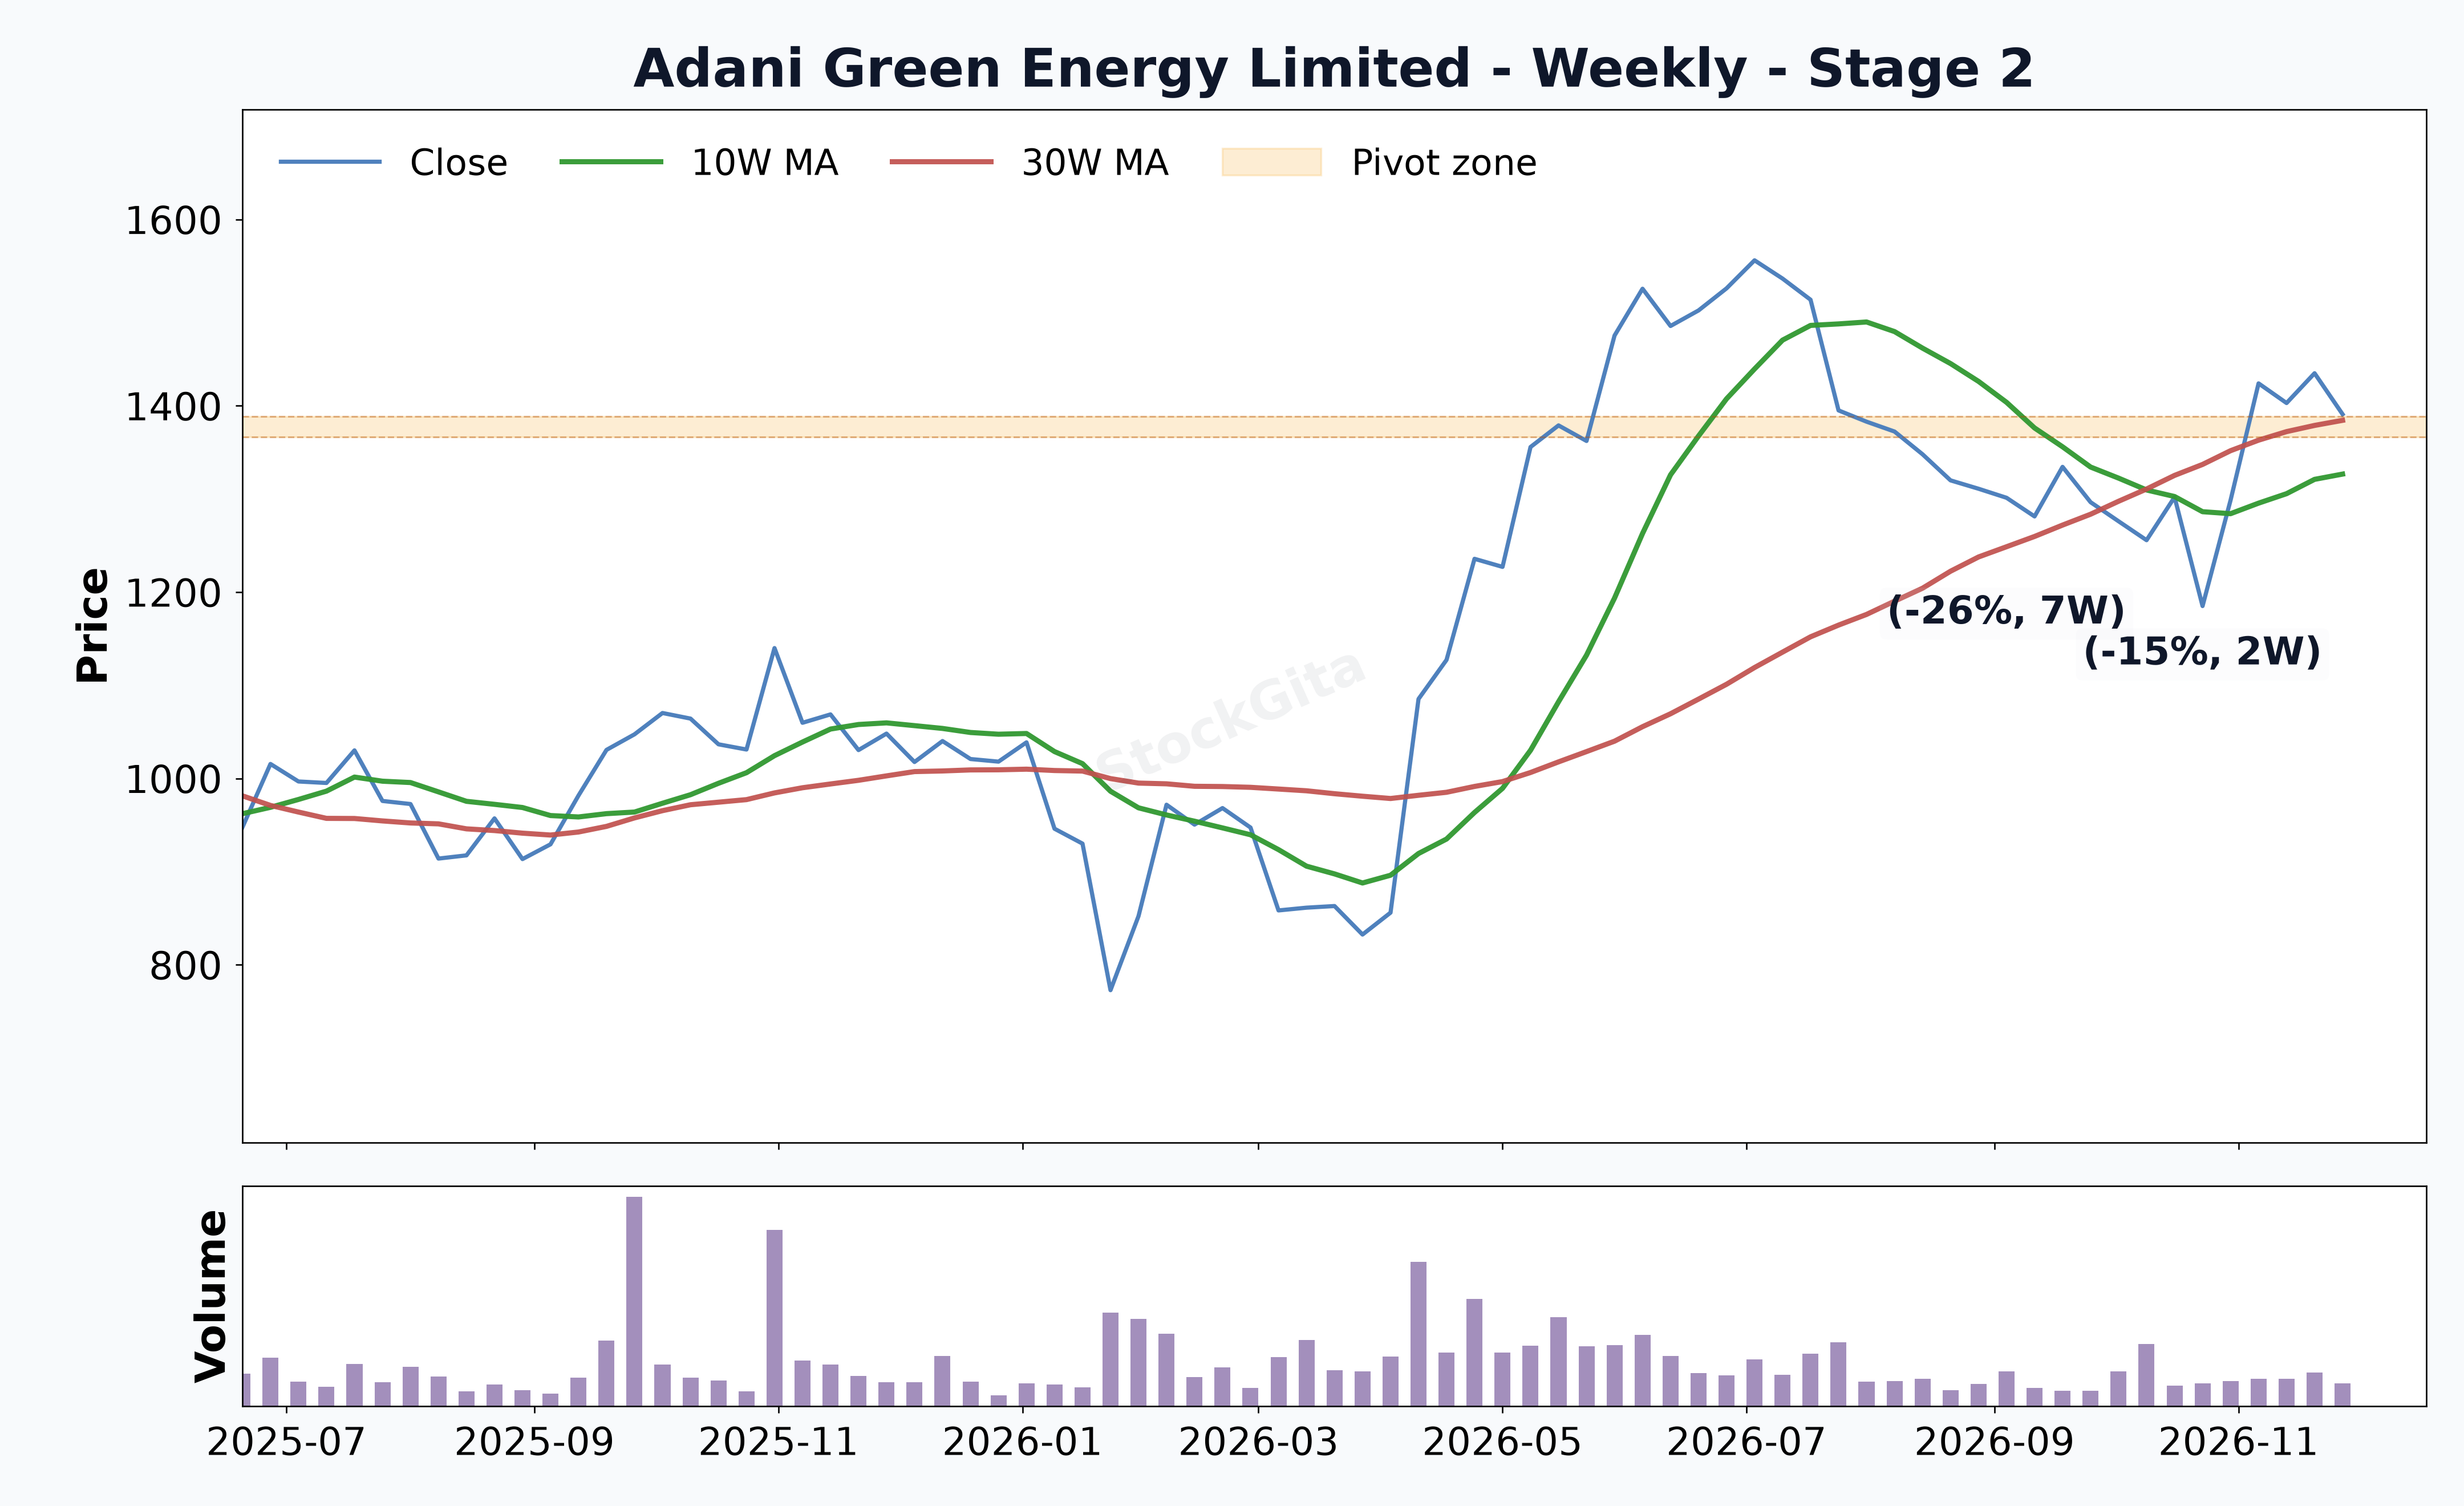 Adani Green Energy Limited - Weekly - Stage 2
Close 10W MA 30W MA Pivot zone
Price
1600
1400
1200
1000
800
(-26%, 7W)
(-15%, 2W)
StockGita
Volume
2025-07 2025-09 2025-11 2026-01 2026-03 2026-05 2026-07 2026-09 2026-11